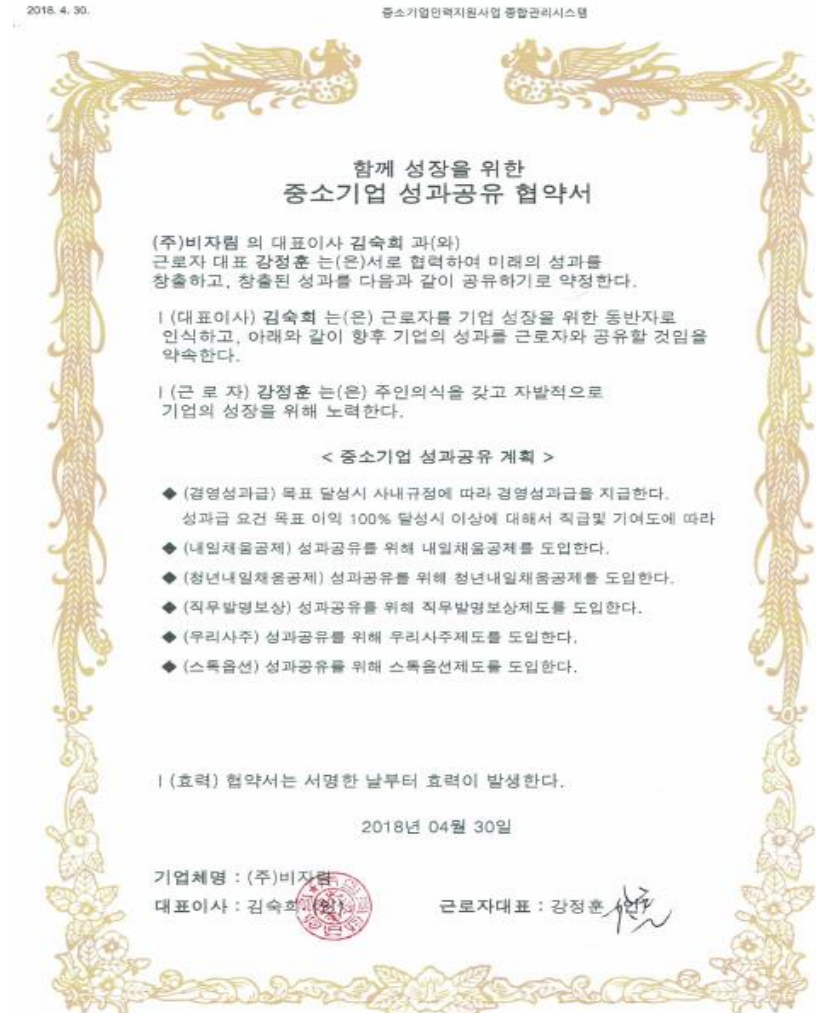 2018. 4. 30.
중소기업인력지원사업 종합관리시스템
함께 성장을 위한
중소기업 성과공유 협약서
(주)비자림 의 대표이사 김숙희 과(와)
근로자 대표 강정훈 는(은)서로 협력하여 미래의 성과를
창출하고, 창출된 성과를 다음과 같이 공유하기로 약정한다.
ㅣ(대표이사) 김숙희 는(은) 근로자를 기업 성장을 위한 동반자로
인식하고, 아래와 같이 향후 기업의 성과를 근로자와 공유할 것임을
약속한다.
ㅣ(근 로 자) 강정훈 는(은) 주인의식을 갖고 자발적으로
기업의 성장을 위해 노력한다.
< 중소기업 성과공유 계획 >
◆ (경영성과급) 목표 달성시 사내규정에 따라 경영성과급을 지급한다.
성과급 요건 목표 이익 100% 달성시 이상에 대해서 직급및 기여도에 따라
◆ (내일채움공제) 성과공유를 위해 내일채움공제를 도입한다.
◆ (청년내일채움공제) 성과공유를 위해 청년내일채움공제를 도입한다.
◆ (직무발명보상) 성과공유를 위해 직무발명보상제도를 도입한다.
◆ (우리사주) 성과공유를 위해 우리사주제도를 도입한다.
◆ (스톡옵션) 성과공유를 위해 스톡옵션제도를 도입한다.
ㅣ(효력) 협약서는 서명한 날부터 효력이 발생한다.
2018년 04월 30일
기업체명 : (주)비자림
대표이사 : 김숙희 (인)
근로자대표 : 강정훈 (인)